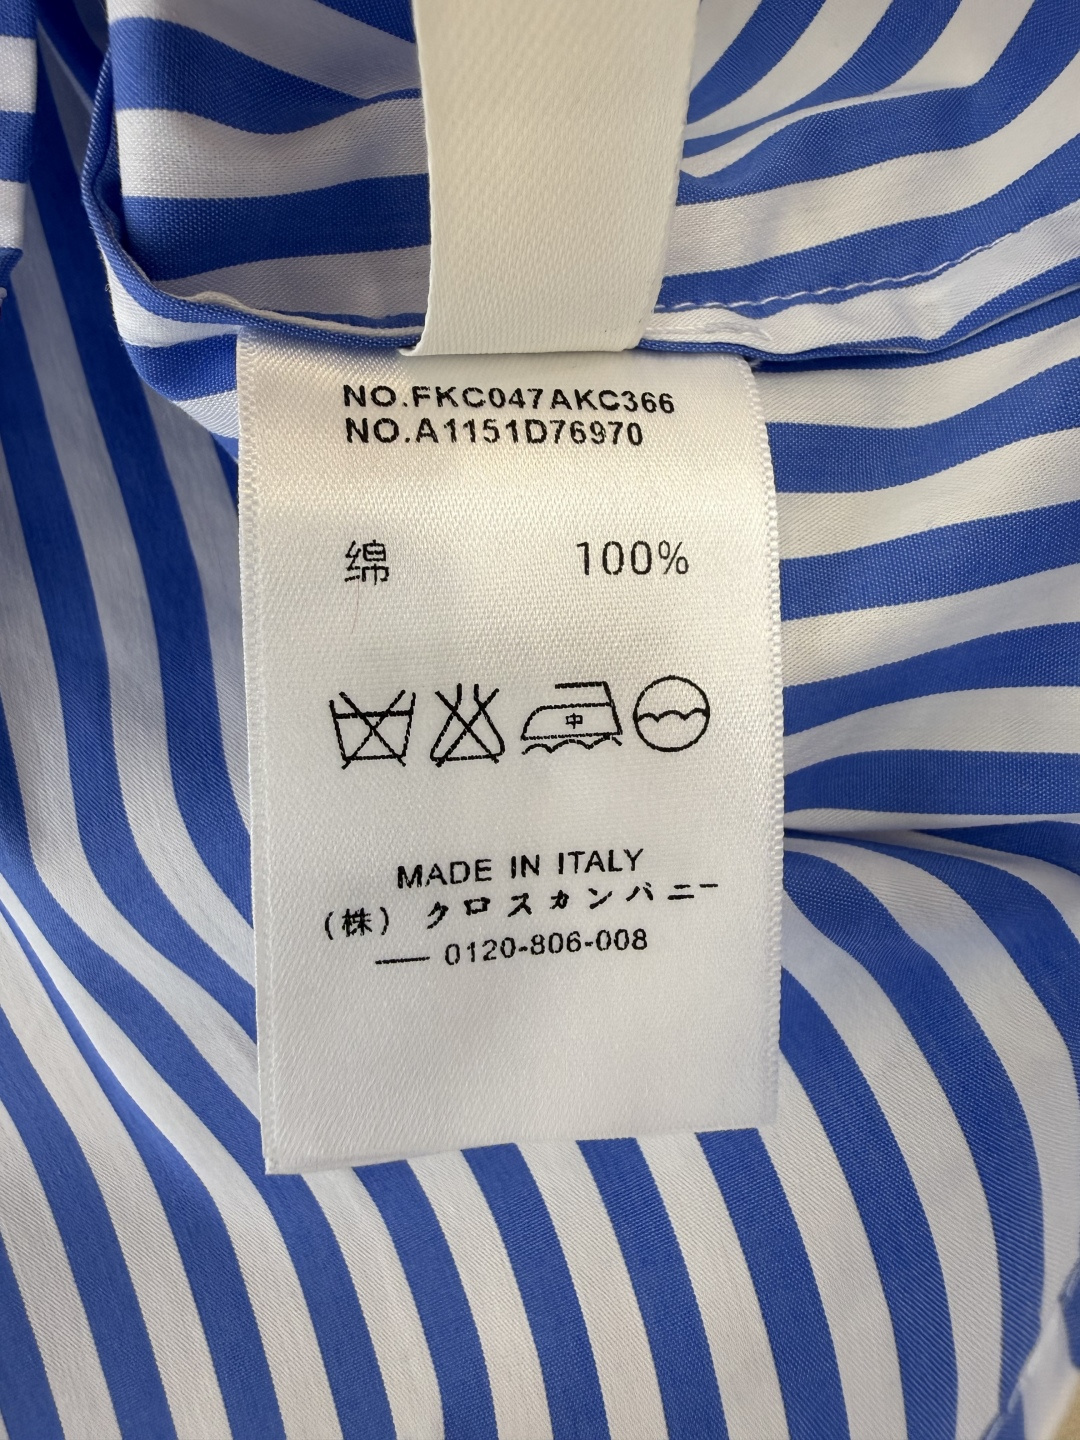 NO.FKC047AKC366
NO.A1151D76970
绵 100%
中
MADE IN ITALY
(株) クロスカンパニー
— 0120-806-008